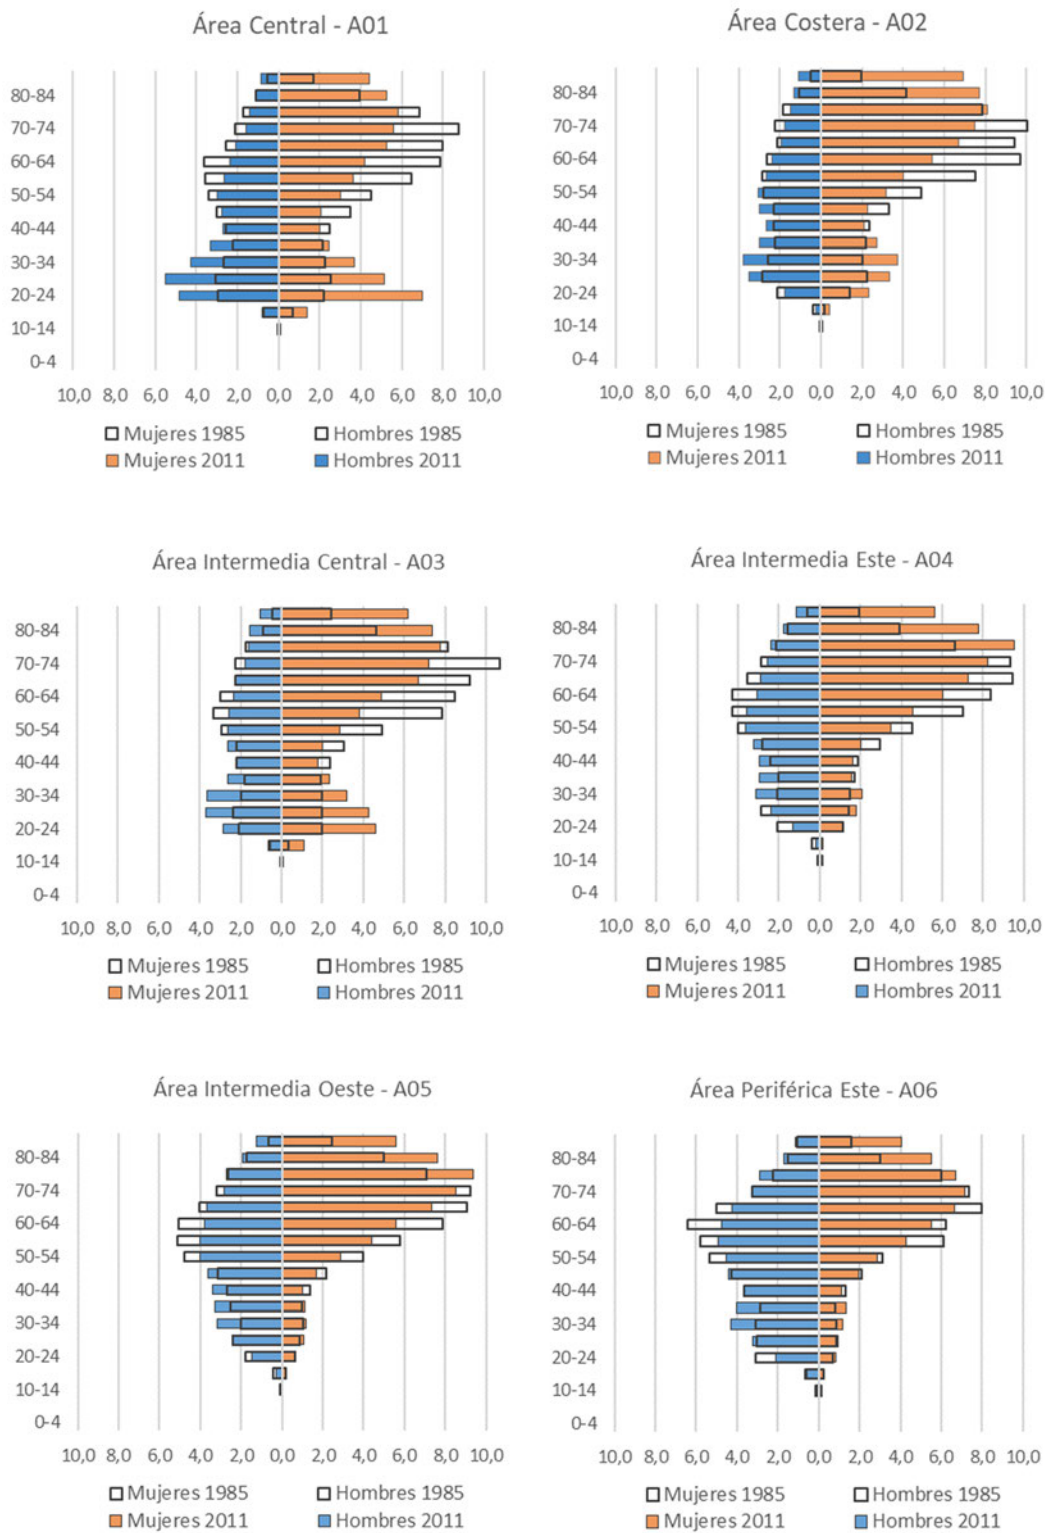 Área Central - A01
80-84
70-74
60-64
50-54
40-44
30-34
20-24
10-14
0-4
10,0 8,0 6,0 4,0 2,0 0,0 2,0 4,0 6,0 8,0 10,0
Mujeres 1985 Hombres 1985
Mujeres 2011 Hombres 2011
Área Costera - A02
80-84
70-74
60-64
50-54
40-44
30-34
20-24
10-14
0-4
10,0 8,0 6,0 4,0 2,0 0,0 2,0 4,0 6,0 8,0 10,0
Mujeres 1985 Hombres 1985
Mujeres 2011 Hombres 2011
Área Intermedia Central - A03
80-84
70-74
60-64
50-54
40-44
30-34
20-24
10-14
0-4
10,0 8,0 6,0 4,0 2,0 0,0 2,0 4,0 6,0 8,0 10,0
Mujeres 1985 Hombres 1985
Mujeres 2011 Hombres 2011
Área Intermedia Este - A04
80-84
70-74
60-64
50-54
40-44
30-34
20-24
10-14
0-4
10,0 8,0 6,0 4,0 2,0 0,0 2,0 4,0 6,0 8,0 10,0
Mujeres 1985 Hombres 1985
Mujeres 2011 Hombres 2011
Área Intermedia Oeste - A05
80-84
70-74
60-64
50-54
40-44
30-34
20-24
10-14
0-4
10,0 8,0 6,0 4,0 2,0 0,0 2,0 4,0 6,0 8,0 10,0
Mujeres 1985 Hombres 1985
Mujeres 2011 Hombres 2011
Área Periférica Este - A06
80-84
70-74
60-64
50-54
40-44
30-34
20-24
10-14
0-4
10,0 8,0 6,0 4,0 2,0 0,0 2,0 4,0 6,0 8,0 10,0
Mujeres 1985 Hombres 1985
Mujeres 2011 Hombres 2011